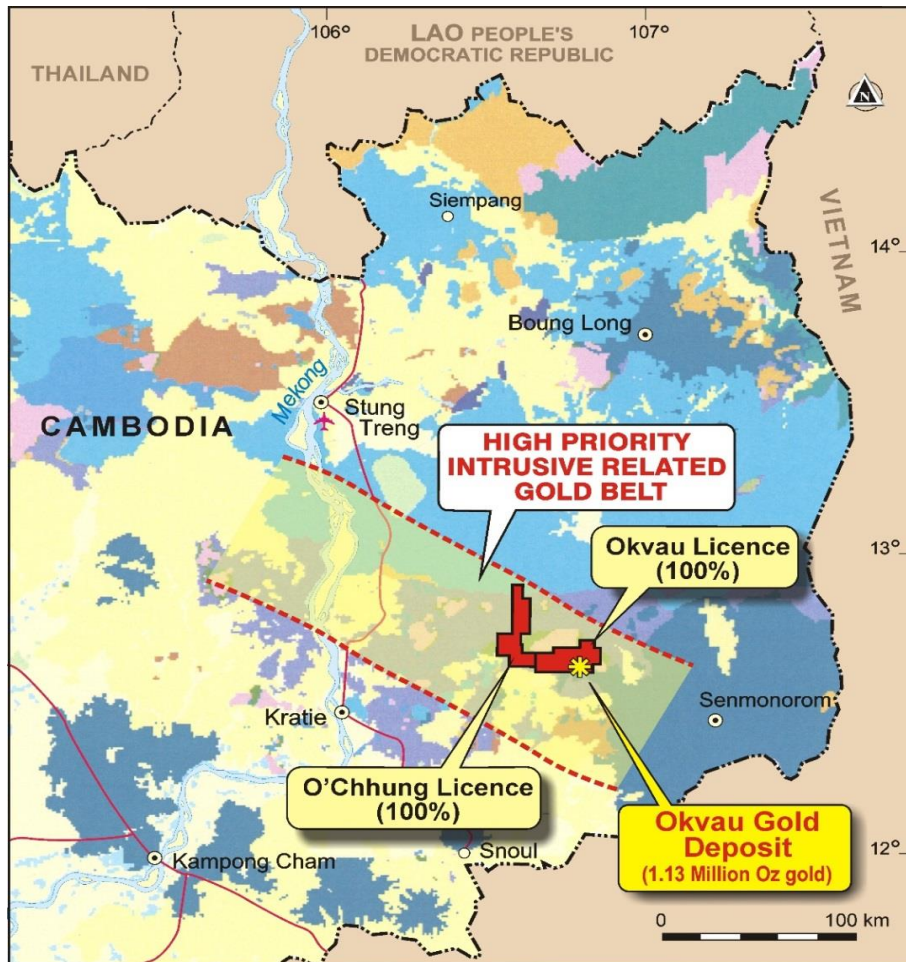 106°
107°
LAO PEOPLE'S
DEMOCRATIC REPUBLIC
THAILAND
N
VIETNAM
Siempang
14°
Boung Long
Mekong
Stung
Treng
CAMBODIA
HIGH PRIORITY
INTRUSIVE RELATED
GOLD BELT
Okvau Licence
(100%)
13°
Senmonorom
Kratie
O'Chhung Licence
(100%)
Okvau Gold
Deposit
(1.13 Million Oz gold)
Snoul
12°
Kampong Cham
0
100 km